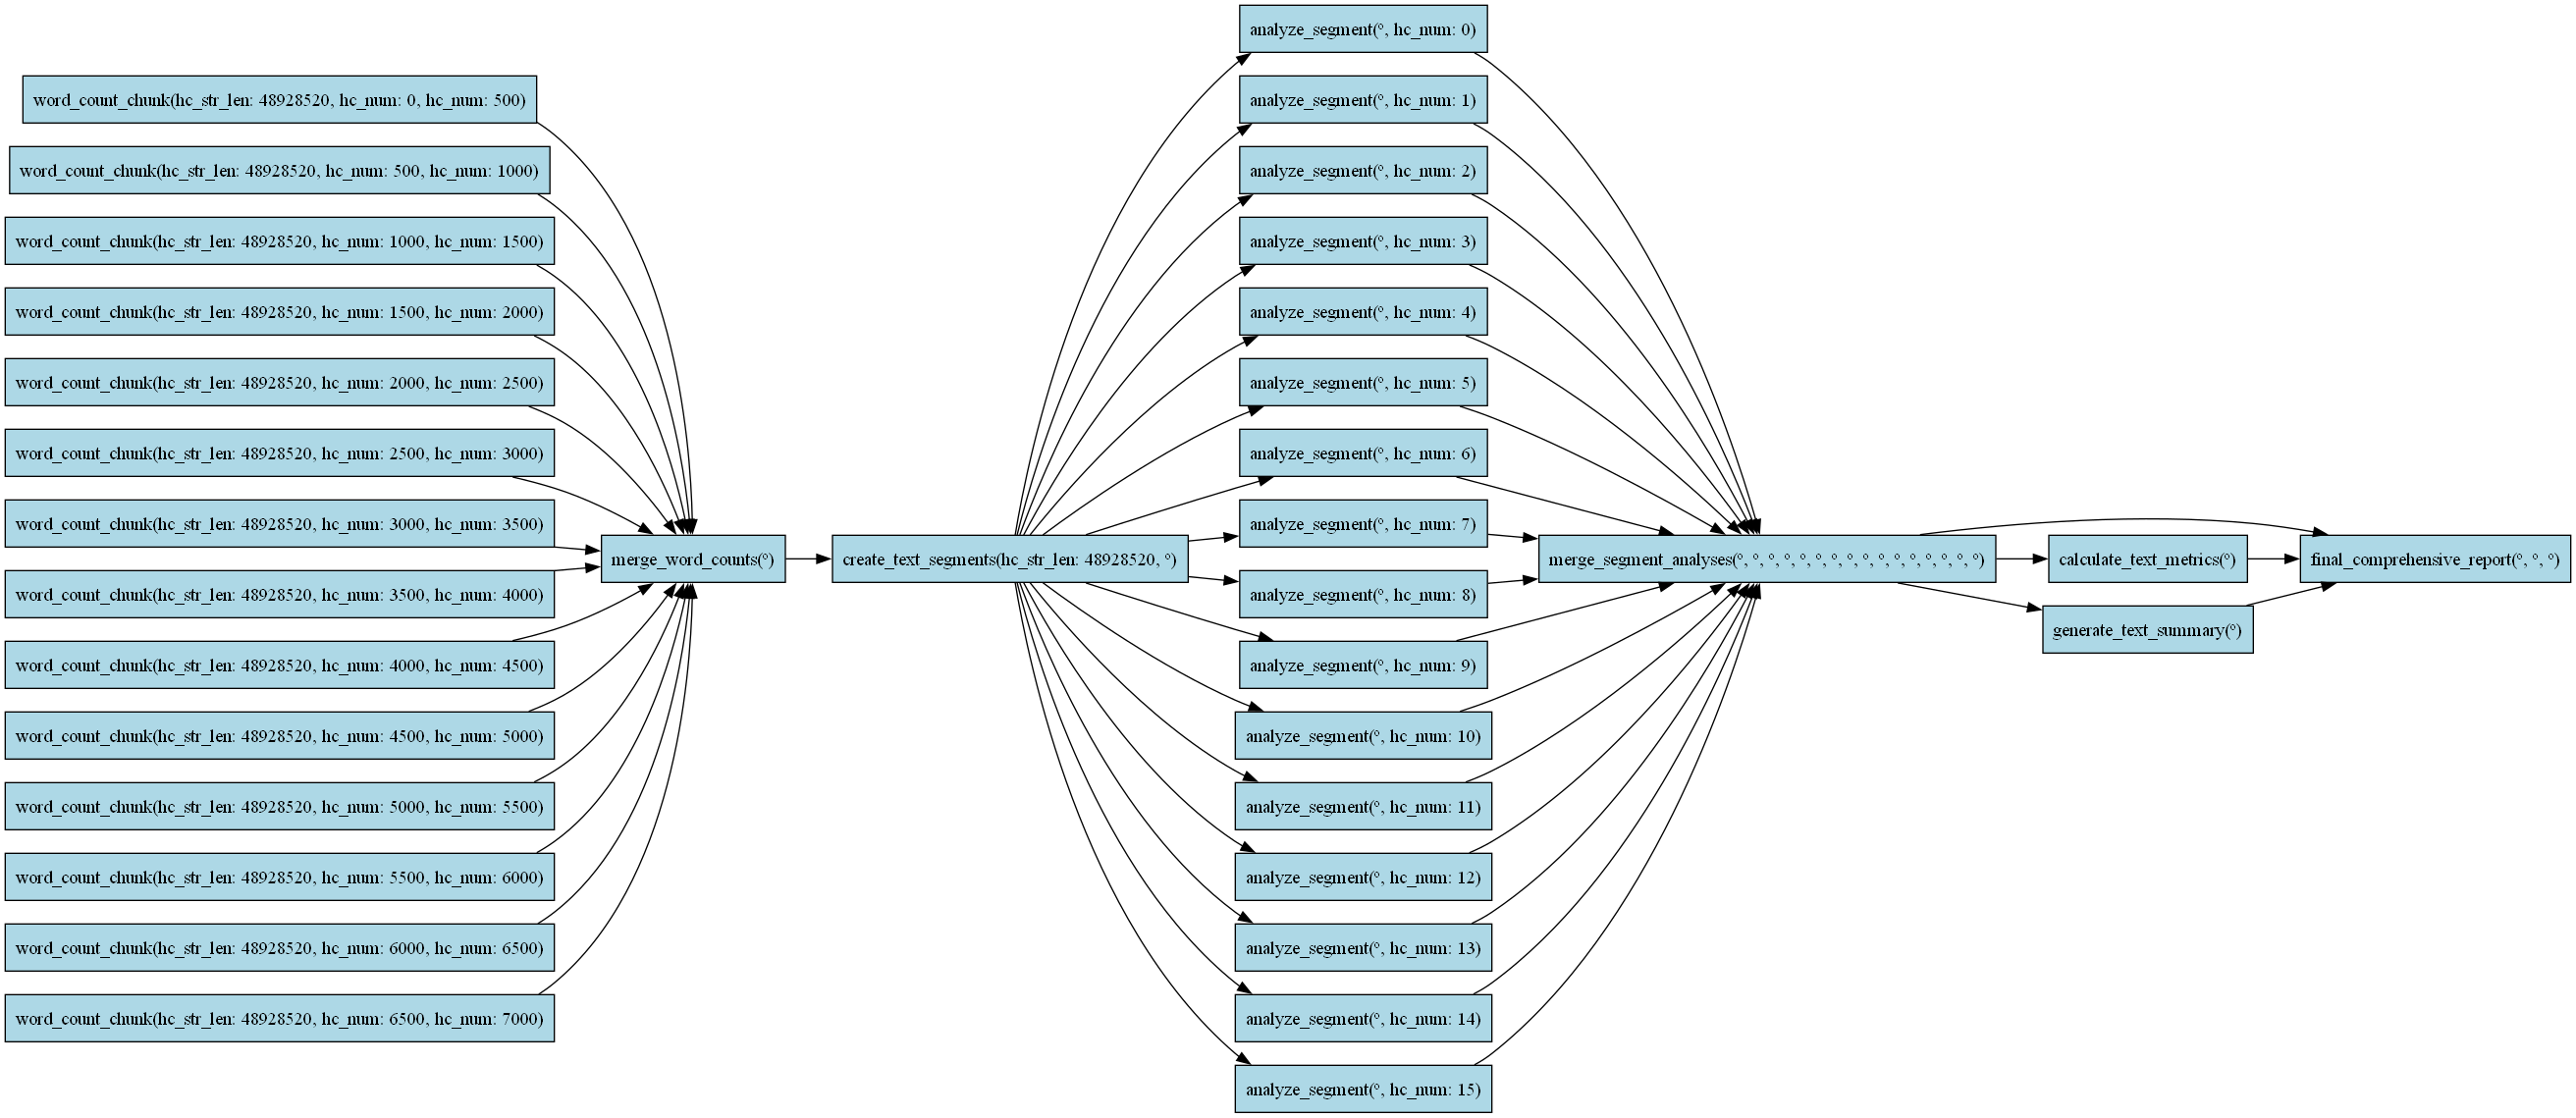 word_count_chunk(hc_str_len: 48928520, hc_num: 0, hc_num: 500)
word_count_chunk(hc_str_len: 48928520, hc_num: 500, hc_num: 1000)
word_count_chunk(hc_str_len: 48928520, hc_num: 1000, hc_num: 1500)
word_count_chunk(hc_str_len: 48928520, hc_num: 1500, hc_num: 2000)
word_count_chunk(hc_str_len: 48928520, hc_num: 2000, hc_num: 2500)
word_count_chunk(hc_str_len: 48928520, hc_num: 2500, hc_num: 3000)
word_count_chunk(hc_str_len: 48928520, hc_num: 3000, hc_num: 3500)
word_count_chunk(hc_str_len: 48928520, hc_num: 3500, hc_num: 4000)
word_count_chunk(hc_str_len: 48928520, hc_num: 4000, hc_num: 4500)
word_count_chunk(hc_str_len: 48928520, hc_num: 4500, hc_num: 5000)
word_count_chunk(hc_str_len: 48928520, hc_num: 5000, hc_num: 5500)
word_count_chunk(hc_str_len: 48928520, hc_num: 5500, hc_num: 6000)
word_count_chunk(hc_str_len: 48928520, hc_num: 6000, hc_num: 6500)
word_count_chunk(hc_str_len: 48928520, hc_num: 6500, hc_num: 7000)
merge_word_counts(°)
create_text_segments(hc_str_len: 48928520, °)
analyze_segment(°, hc_num: 0)
analyze_segment(°, hc_num: 1)
analyze_segment(°, hc_num: 2)
analyze_segment(°, hc_num: 3)
analyze_segment(°, hc_num: 4)
analyze_segment(°, hc_num: 5)
analyze_segment(°, hc_num: 6)
analyze_segment(°, hc_num: 7)
analyze_segment(°, hc_num: 8)
analyze_segment(°, hc_num: 9)
analyze_segment(°, hc_num: 10)
analyze_segment(°, hc_num: 11)
analyze_segment(°, hc_num: 12)
analyze_segment(°, hc_num: 13)
analyze_segment(°, hc_num: 14)
analyze_segment(°, hc_num: 15)
merge_segment_analyses(°, °, °, °, °, °, °, °, °, °, °, °, °, °, °, °)
calculate_text_metrics(°)
generate_text_summary(°)
final_comprehensive_report(°, °, °)